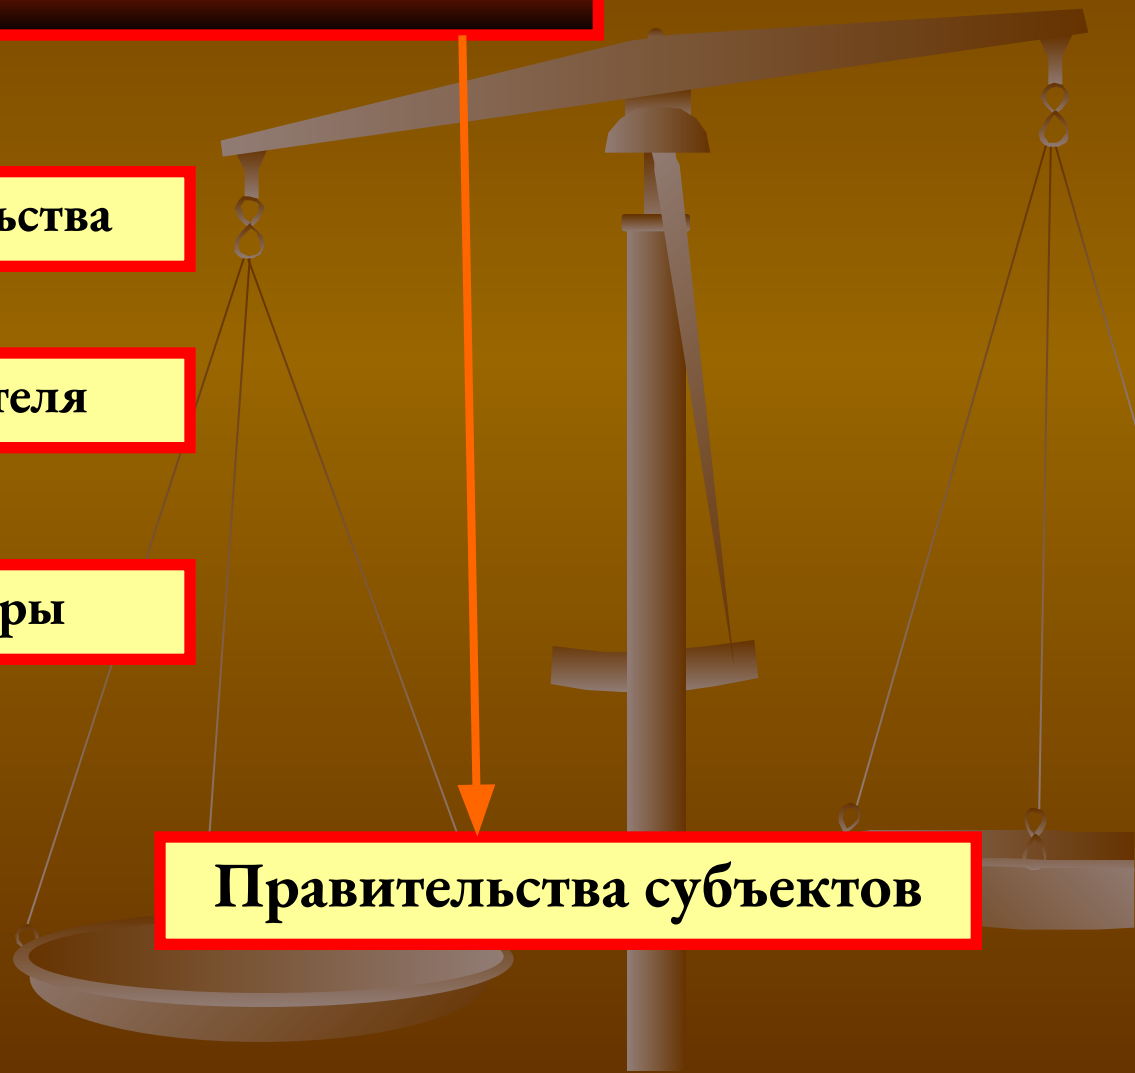 ьства
теля
ры
Правительства субъектов